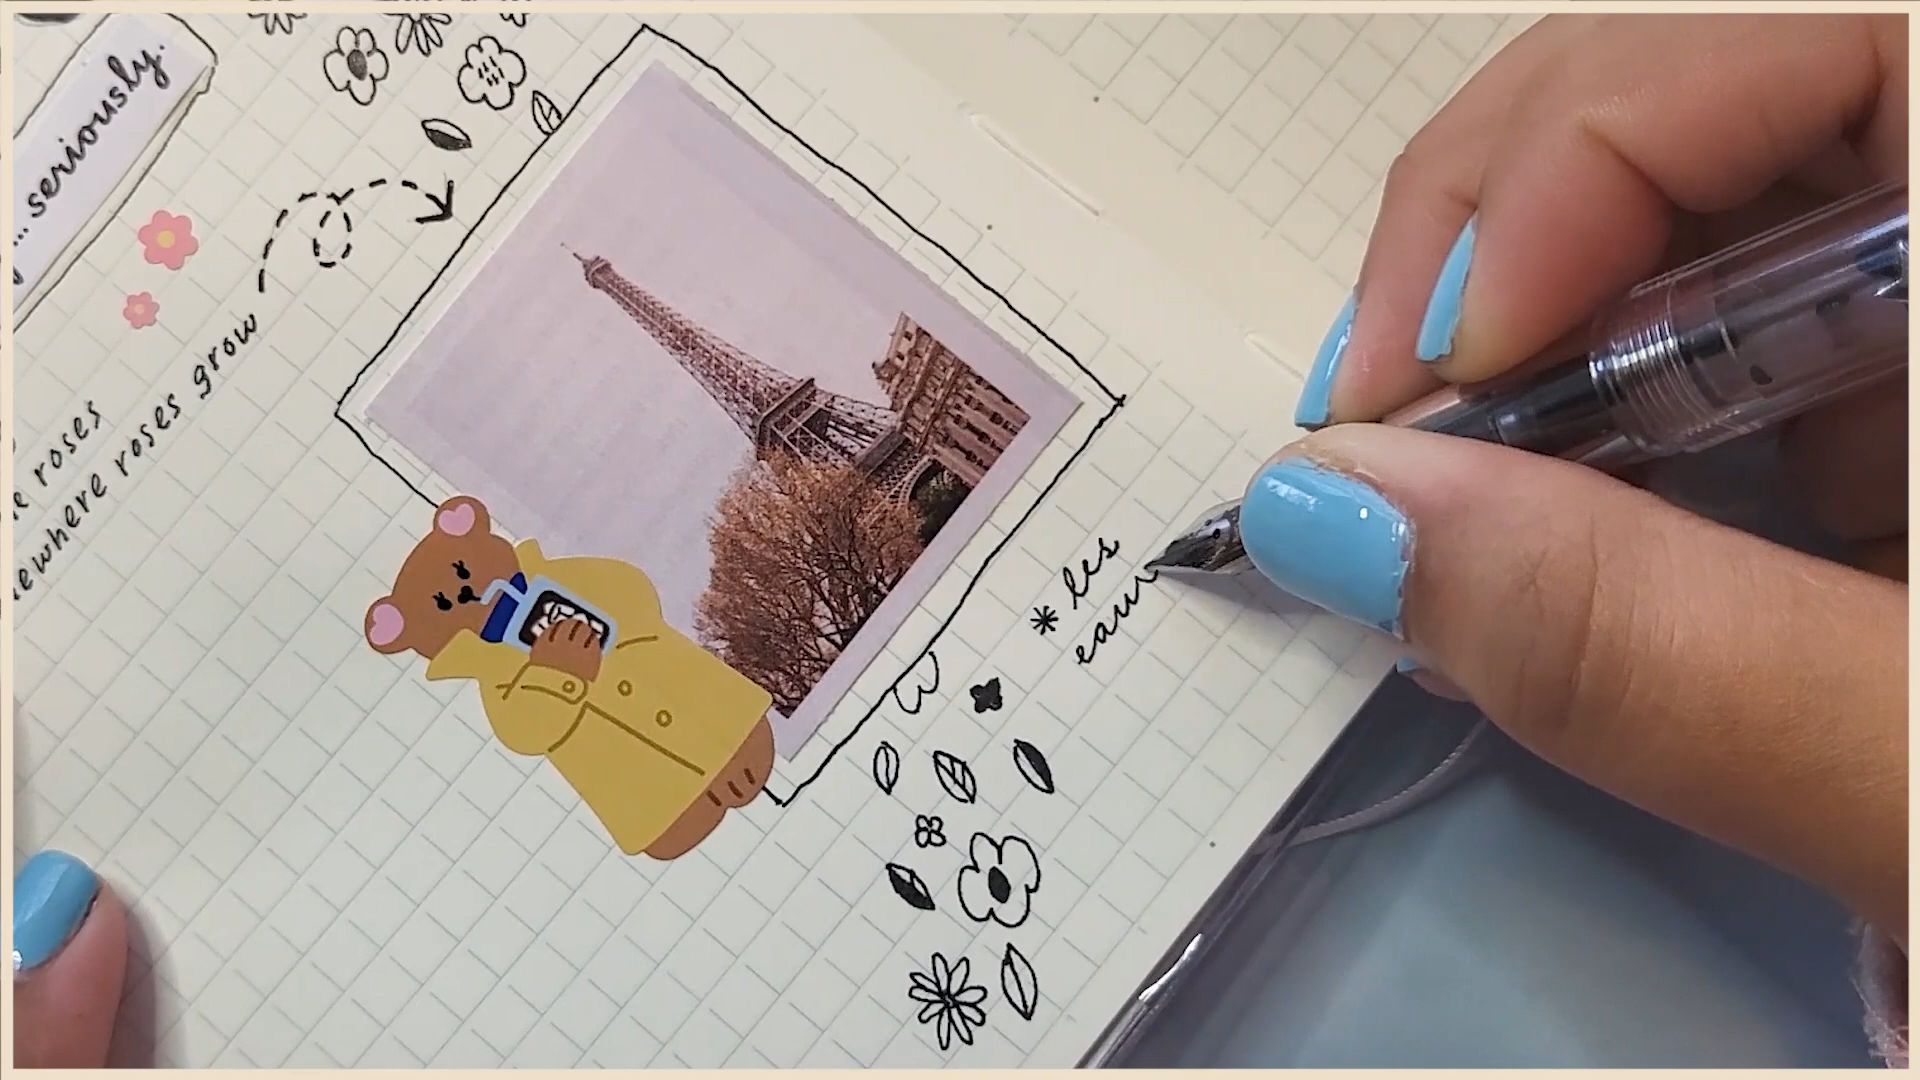 ...seriously.
roses
where roses grow
* les
eaux